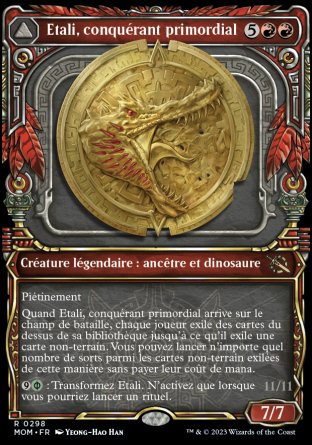 Etali, conquérant primordial 5
Créature légendaire : ancêtre et dinosaure
Piétinement
Quand Etali, conquérant primordial arrive sur le
champ de bataille, chaque joueur exile des cartes du
dessus de sa bibliothèque jusqu'à ce qu'il exile une
carte non-terrain. Vous pouvez lancer n'importe quel
nombre de sorts parmi les cartes non-terrain exilées
de cette manière sans payer leur coût de mana.
9 : Transformez Etali. N'activez que lorsque
vous pourriez lancer un rituel.
11/11
7/7
R 0298
MOM • FR Yeong-Hao Han
™ & © 2023 Wizards of the Coast